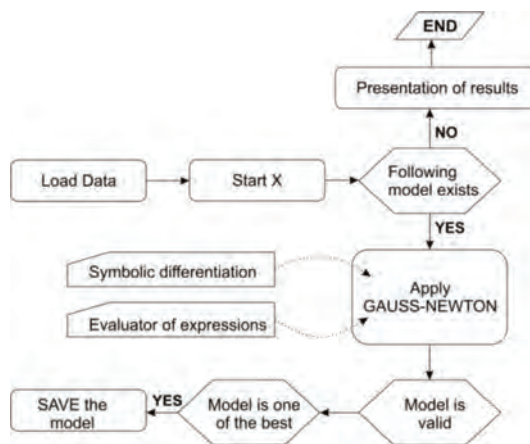 END
Presentation of results
NO
Load Data
Start X
Following
model exists
YES
Symbolic differentiation
Evaluator of expressions
Apply
GAUSS-NEWTON
SAVE the
model
YES
Model is one
of the best
Model is
valid